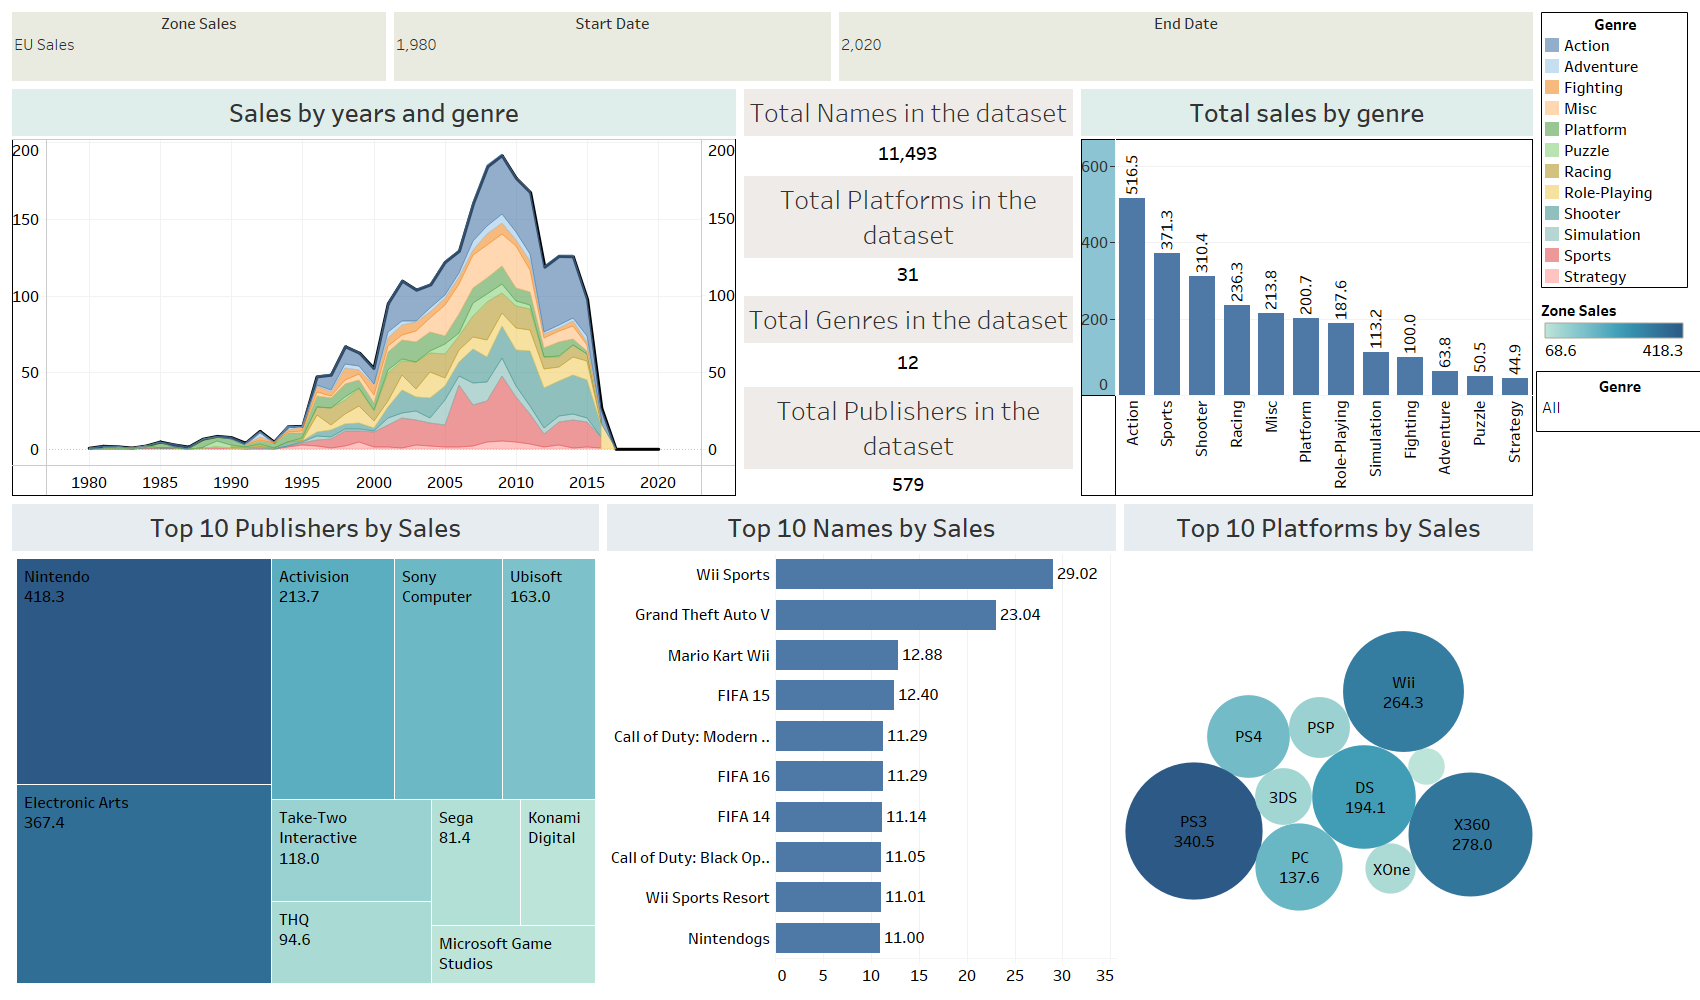 Zone Sales
EU Sales
Start Date
1,980
End Date
2,020
Genre
Action
Adventure
Fighting
Misc
Platform
Puzzle
Racing
Role-Playing
Shooter
Simulation
Sports
Strategy
Zone Sales
68.6
418.3
Genre
All
Sales by years and genre
200
150
100
50
0
200
150
100
50
0
1980
1985
1990
1995
2000
2005
2010
2015
2020
Total Names in the dataset
11,493
Total Platforms in the
dataset
31
Total Genres in the dataset
12
Total Publishers in the
dataset
579
Total sales by genre
600
400
200
0
516.5
371.3
310.4
236.3
213.8
200.7
187.6
113.2
100.0
63.8
50.5
44.9
Action
Sports
Shooter
Racing
Misc
Platform
Role-Playing
Simulation
Fighting
Adventure
Puzzle
Strategy
Top 10 Publishers by Sales
Nintendo
418.3
Electronic Arts
367.4
Activision
213.7
Sony
Computer
Ubisoft
163.0
Take-Two
Interactive
118.0
THQ
94.6
Sega
81.4
Konami
Digital
Microsoft Game
Studios
Top 10 Names by Sales
Wii Sports
29.02
Grand Theft Auto V
23.04
Mario Kart Wii
12.88
FIFA 15
12.40
Call of Duty: Modern ..
11.29
FIFA 16
11.29
FIFA 14
11.14
Call of Duty: Black Op..
11.05
Wii Sports Resort
11.01
Nintendogs
11.00
0
5
10
15
20
25
30
35
Top 10 Platforms by Sales
Wii
264.3
PS4
PSP
3DS
DS
194.1
PS3
340.5
X360
278.0
PC
137.6
XOne